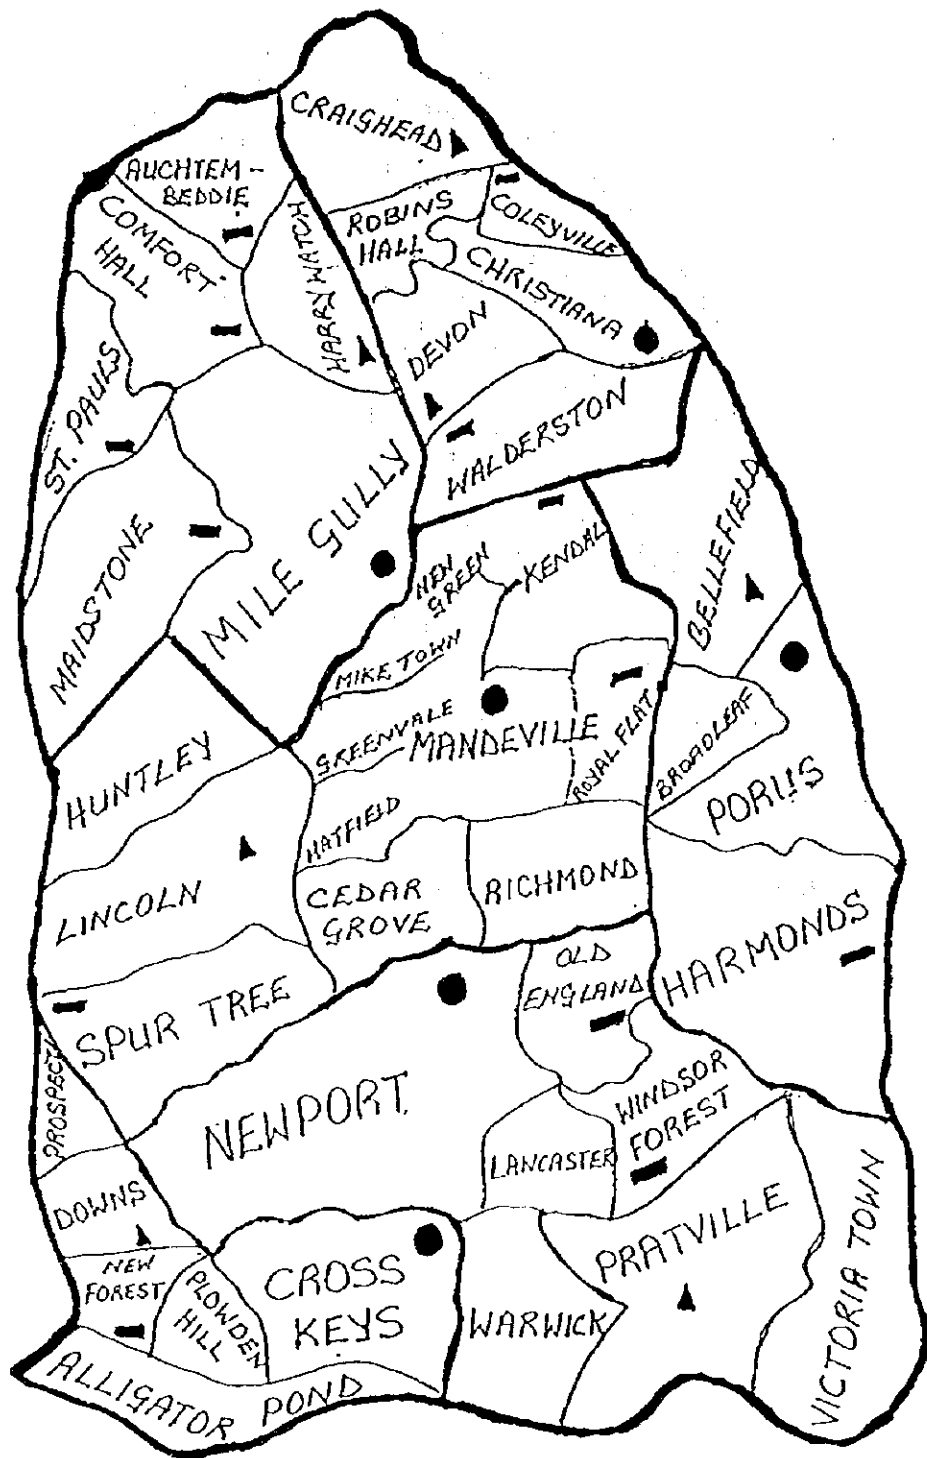 CRAIGHEAD
AUCHTEM-
BEDDIE
COMFORT
HALL
HARRY WATCH
ROBINS
HALL
COLEYVILLE
CHRISTIANA
DEVON
ST. PAULS
WALDERSTON
MAIDSTONE
MILE GULLY
BELLEFIELD
NEW
GREEN
KENDAL
MIKE TOWN
GREENVALE
MANDEVILLE
ROYAL FLAT
BROADLEAF
PORUS
HUNTLEY
HATFIELD
LINCOLN
CEDAR
GROVE
RICHMOND
HARMONDS
OLD
ENGLAND
SPUR TREE
PROSPECT
NEWPORT
WINDSOR
FOREST
LANCASTER
DOWNS
NEW
FOREST
PLOWDEN
HILL
CROSS
KEYS
WARWICK
PRATVILLE
VICTORIA TOWN
ALLIGATOR POND